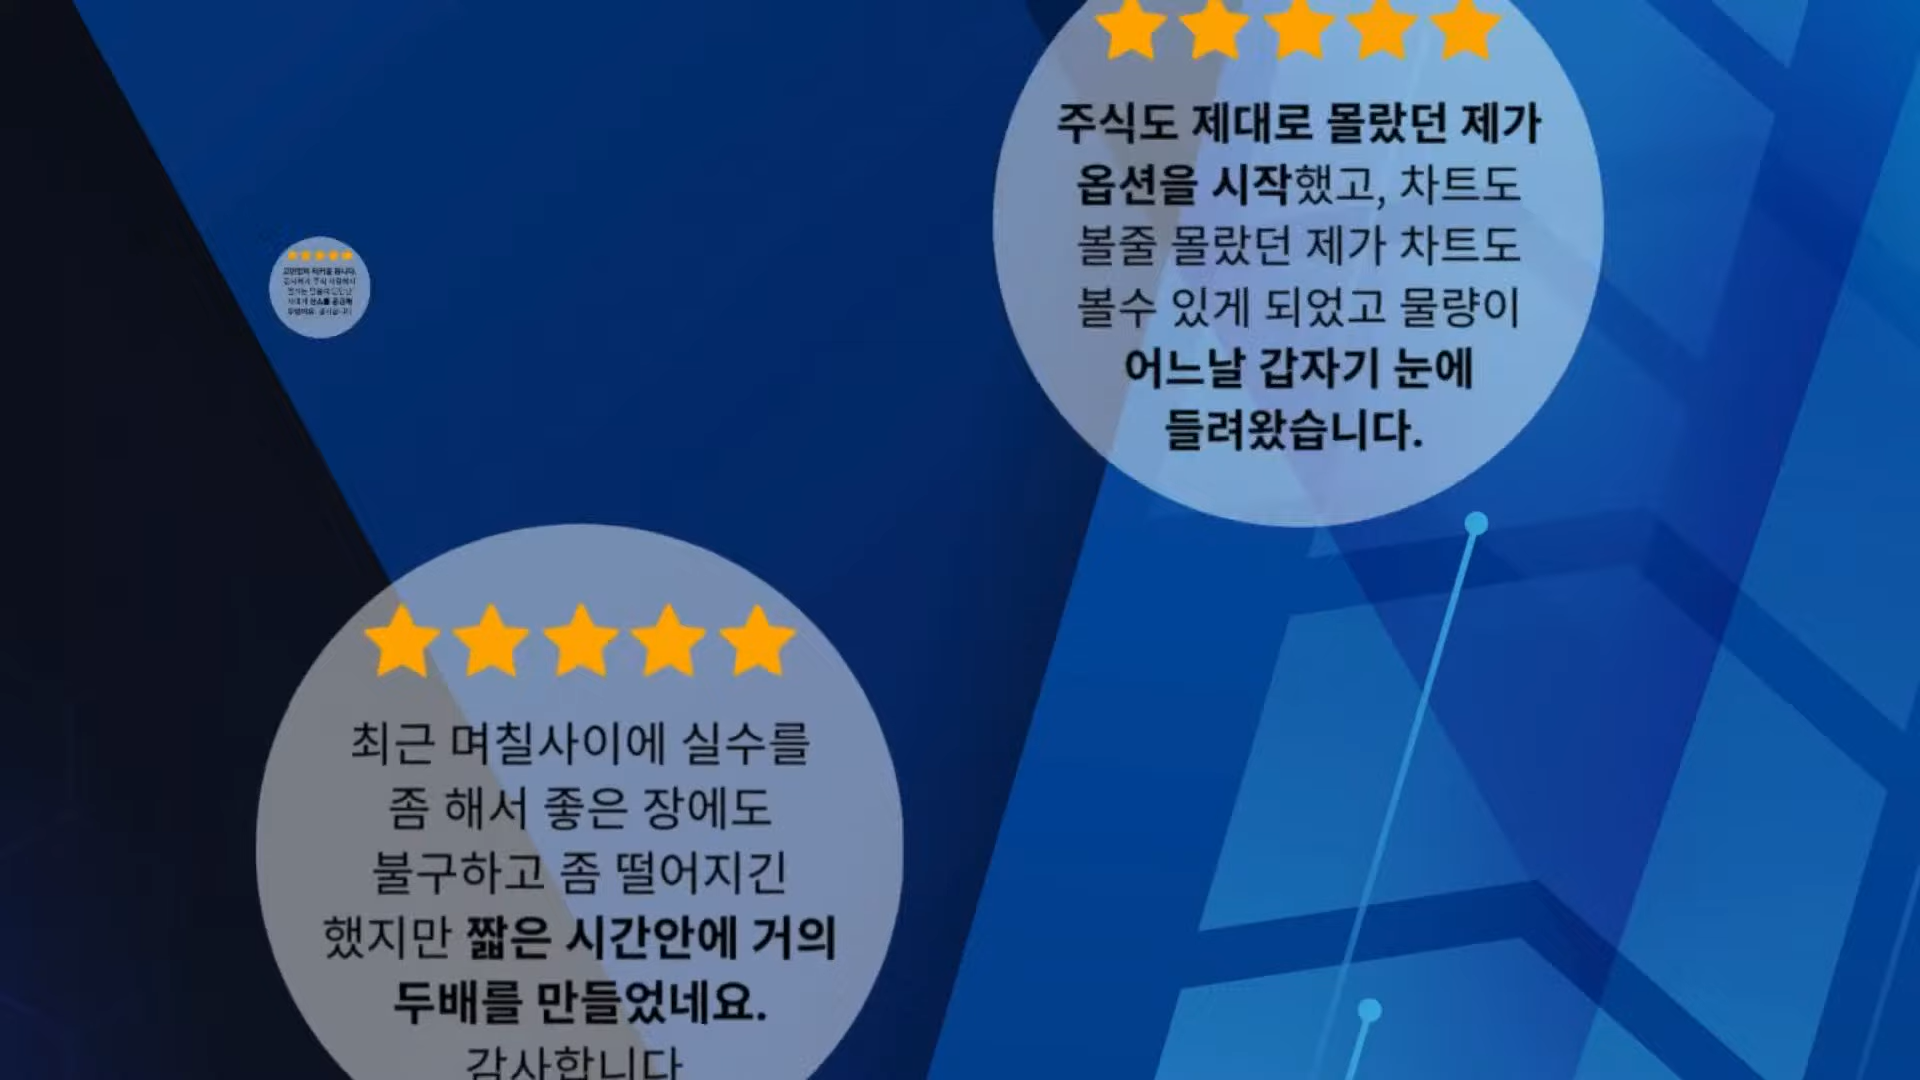 주식도 제대로 몰랐던 제가
옵션을 시작했고, 차트도
볼줄 몰랐던 제가 차트도
볼수 있게 되었고 물량이
어느날 갑자기 눈에
들려왔습니다.
최근 며칠사이에 실수를
좀 해서 좋은 장에도
불구하고 좀 떨어지긴
했지만 짧은 시간안에 거의
두배를 만들었네요.
감사합니다